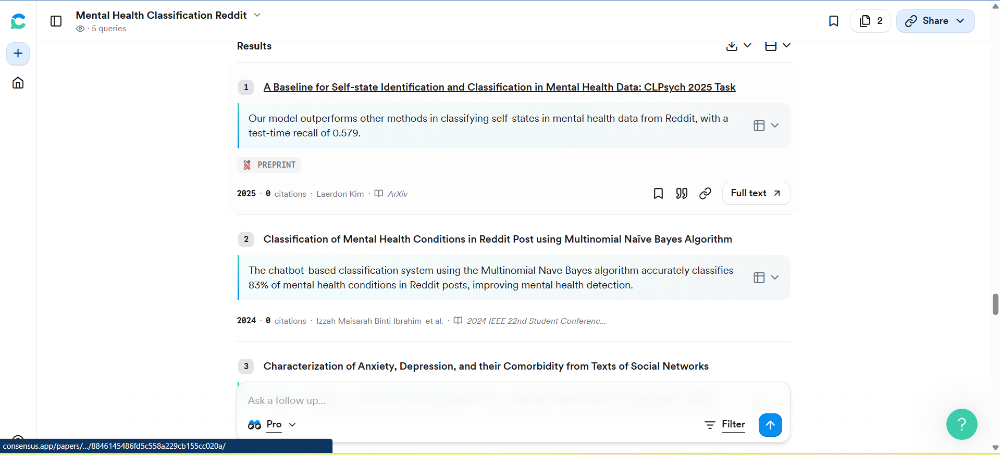 Mental Health Classification Reddit
· 5 queries
2
Share
Results
1
A Baseline for Self-state Identification and Classification in Mental Health Data: CLPsych 2025 Task
Our model outperforms other methods in classifying self-states in mental health data from Reddit, with a
test-time recall of 0.579.
PREPRINT
2025 · 0 citations · Laerdon Kim · ArXiv
Full text
2
Classification of Mental Health Conditions in Reddit Post using Multinomial Naïve Bayes Algorithm
The chatbot-based classification system using the Multinomial Nave Bayes algorithm accurately classifies
83% of mental health conditions in Reddit posts, improving mental health detection.
2024 · 0 citations · Izzah Maisarah Binti Ibrahim et al. · 2024 IEEE 22nd Student Conferenc...
3
Characterization of Anxiety, Depression, and their Comorbidity from Texts of Social Networks
Ask a follow up...
Pro
Filter
?
consensus.app/papers/.../8846145486fd5c558a229cb155cc020a/